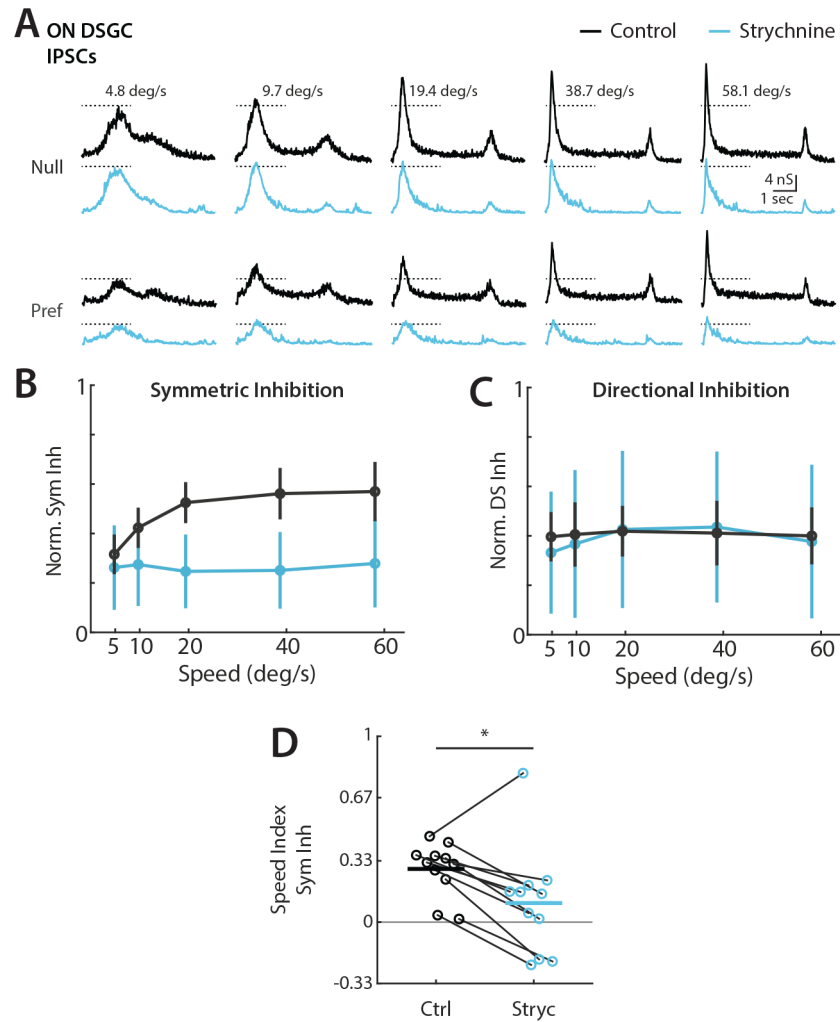 A ON DSGC
IPSCs
Control
Strychnine
4.8 deg/s
9.7 deg/s
19.4 deg/s
38.7 deg/s
58.1 deg/s
Null
4 nS
1 sec
Pref
B
Symmetric Inhibition
1
Norm. Sym Inh
0
5 10 20 40 60
Speed (deg/s)
C
Directional Inhibition
1
Norm. DS Inh
0
5 10 20 40 60
Speed (deg/s)
D
1
*
0.67
0.33
0
-0.33
Speed Index
Sym Inh
Ctrl
Stryc